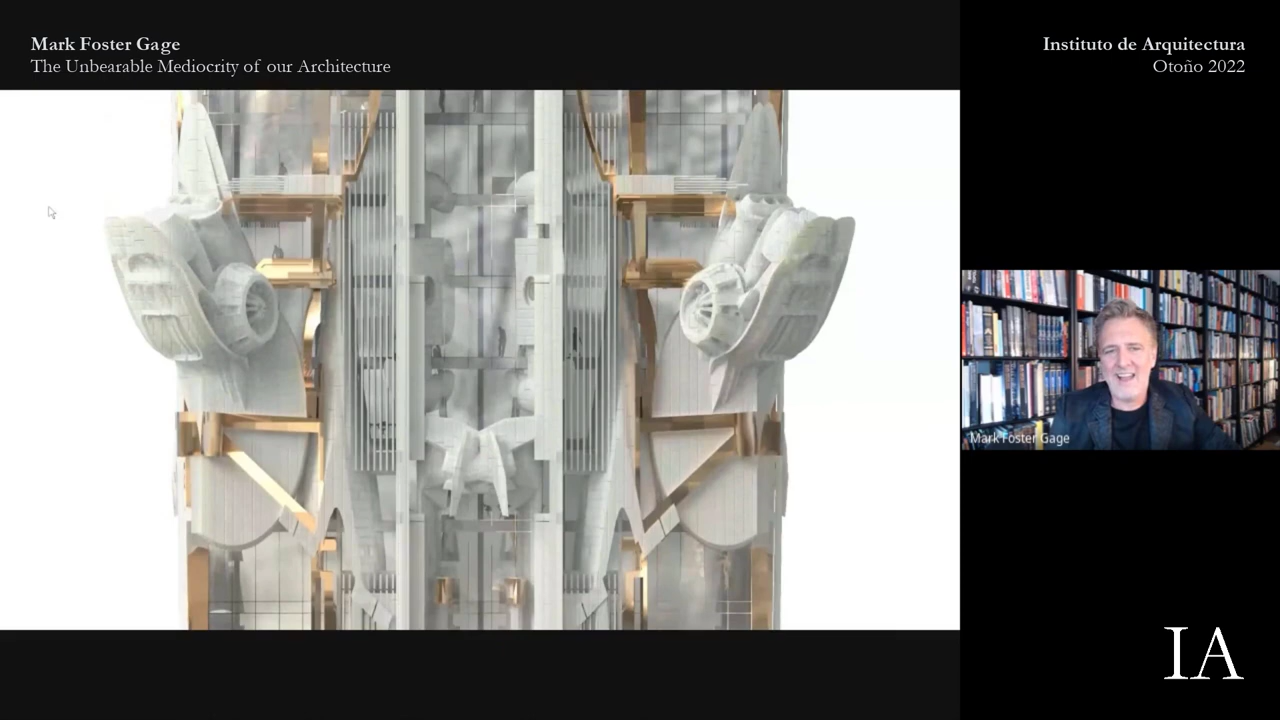 Mark Foster Gage
The Unbearable Mediocrity of our Architecture
Instituto de Arquitectura
Otoño 2022
Mark Foster Gage
IA